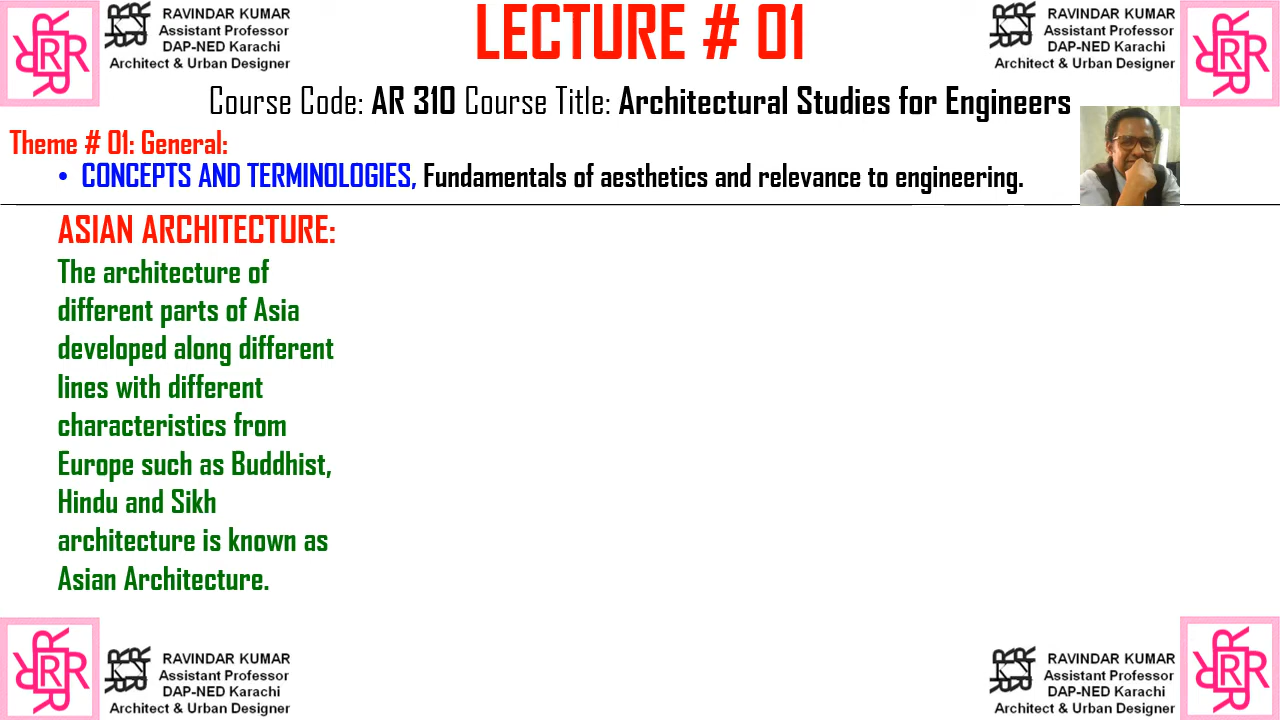 LECTURE # 01
RAVINDAR KUMAR
Assistant Professor
DAP-NED Karachi
Architect & Urban Designer
RAVINDAR KUMAR
Assistant Professor
DAP-NED Karachi
Architect & Urban Designer
Course Code: AR 310 Course Title: Architectural Studies for Engineers
Theme # 01: General:
• CONCEPTS AND TERMINOLOGIES, Fundamentals of aesthetics and relevance to engineering.
ASIAN ARCHITECTURE:
The architecture of
different parts of Asia
developed along different
lines with different
characteristics from
Europe such as Buddhist,
Hindu and Sikh
architecture is known as
Asian Architecture.
RAVINDAR KUMAR
Assistant Professor
DAP-NED Karachi
Architect & Urban Designer
RAVINDAR KUMAR
Assistant Professor
DAP-NED Karachi
Architect & Urban Designer